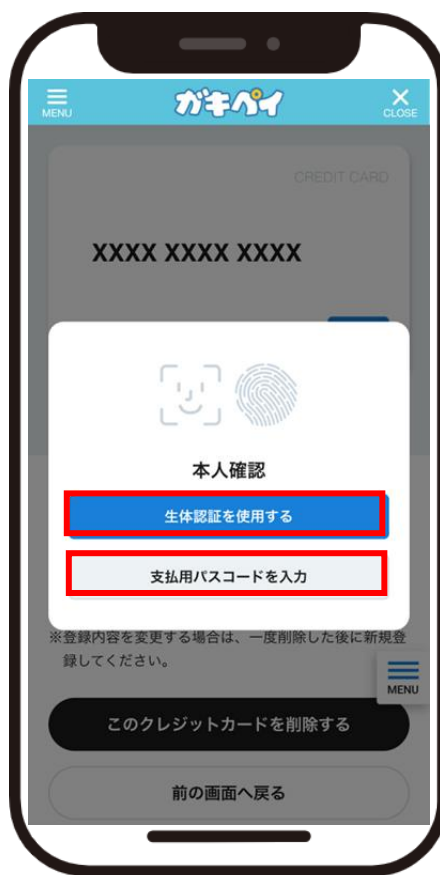 MENU
ガキペイ
CLOSE
CREDIT CARD
XXXX XXXX XXXX
本人確認
生体認証を使用する
支払用パスコードを入力
※登録内容を変更する場合は、一度削除した後に新規登
録してください。
MENU
このクレジットカードを削除する
前の画面へ戻る